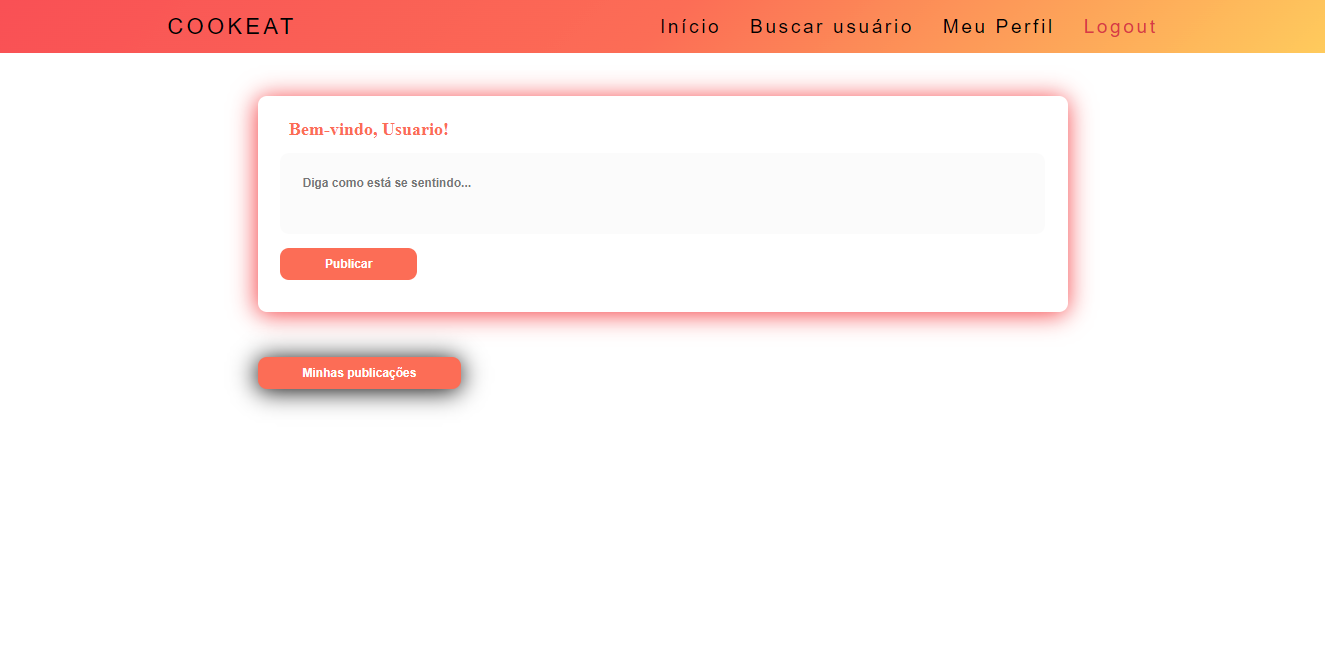 COOKEAT
Início Buscar usuário Meu Perfil Logout
Bem-vindo, Usuario!
Diga como está se sentindo...
Publicar
Minhas publicações